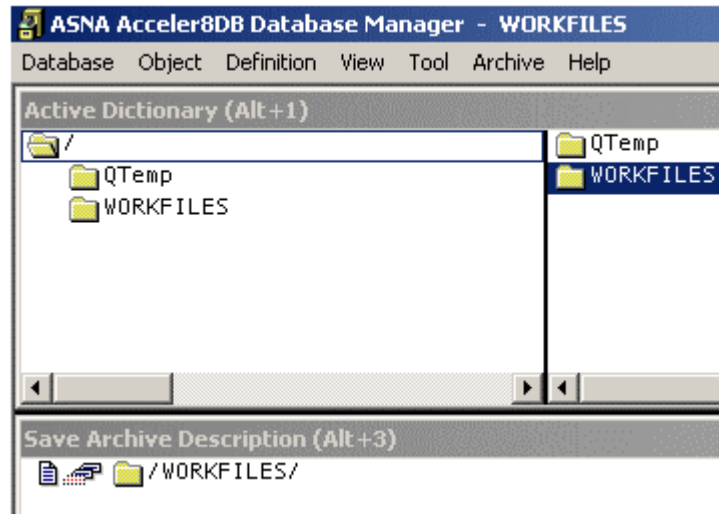 ASNA Acceler8DB Database Manager - WORKFILES
Database Object Definition View Tool Archive Help
Active Dictionary (Alt+1)
/
QTemp
WORKFILES
QTemp
WORKFILES
Save Archive Description (Alt+3)
/WORKFILES/